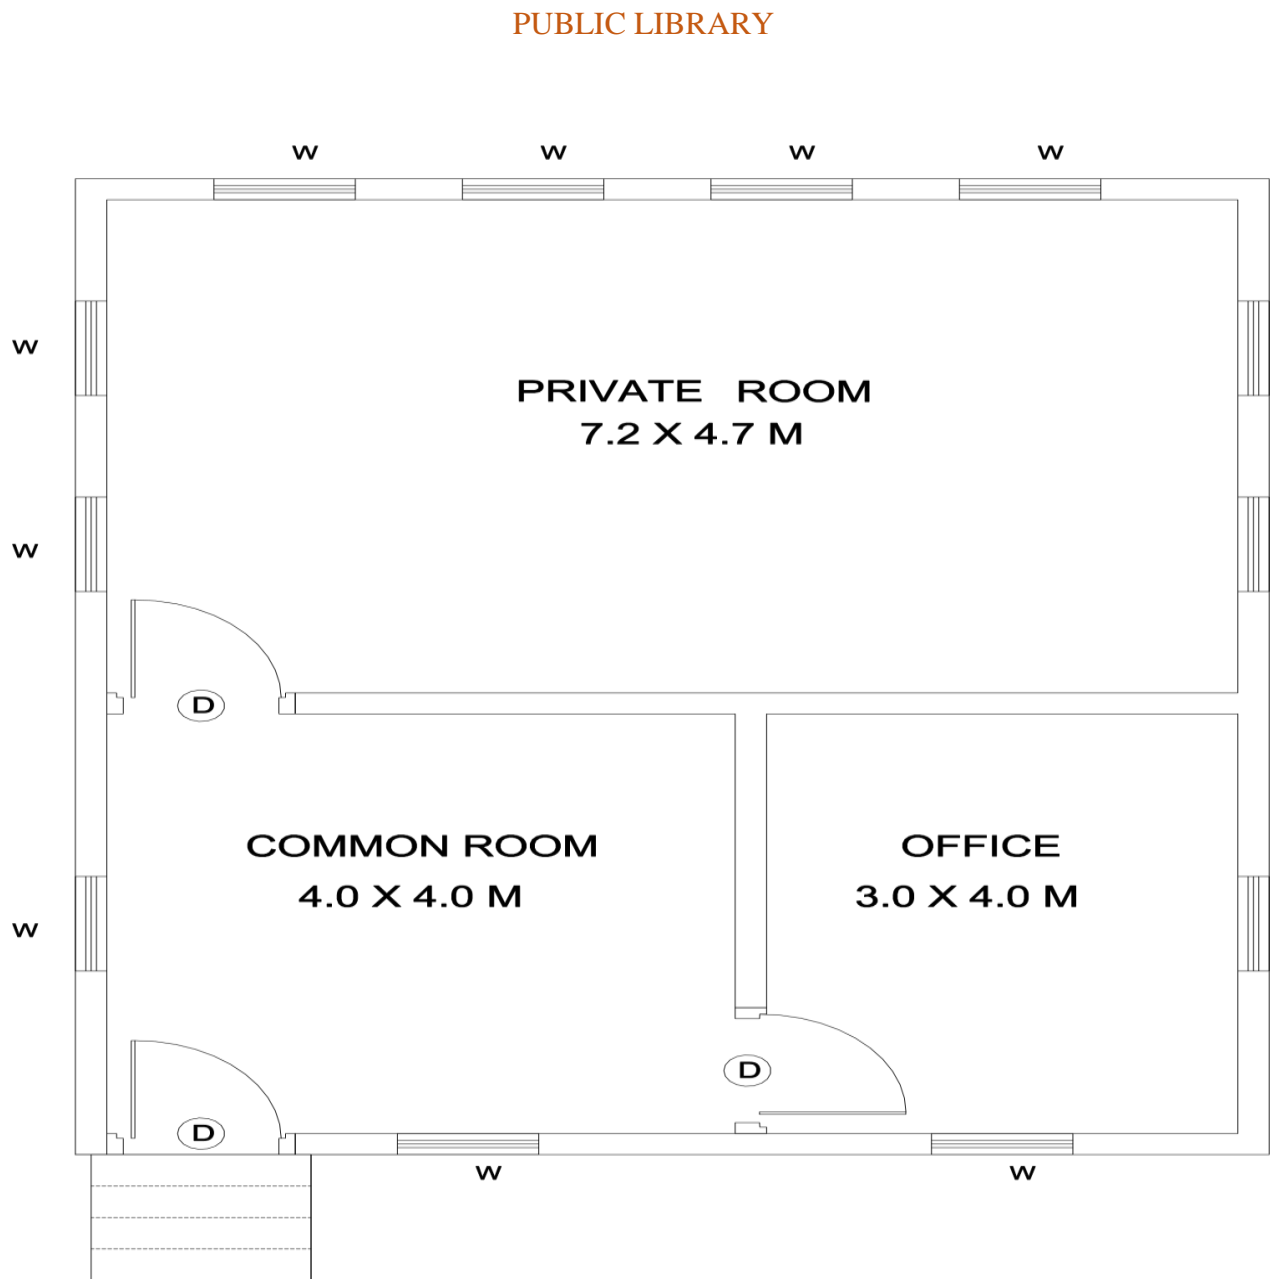 PUBLIC LIBRARY
W W W W
W
PRIVATE ROOM
7.2 X 4.7 M
W
D
COMMON ROOM
4.0 X 4.0 M
OFFICE
3.0 X 4.0 M
W
D
D
W W